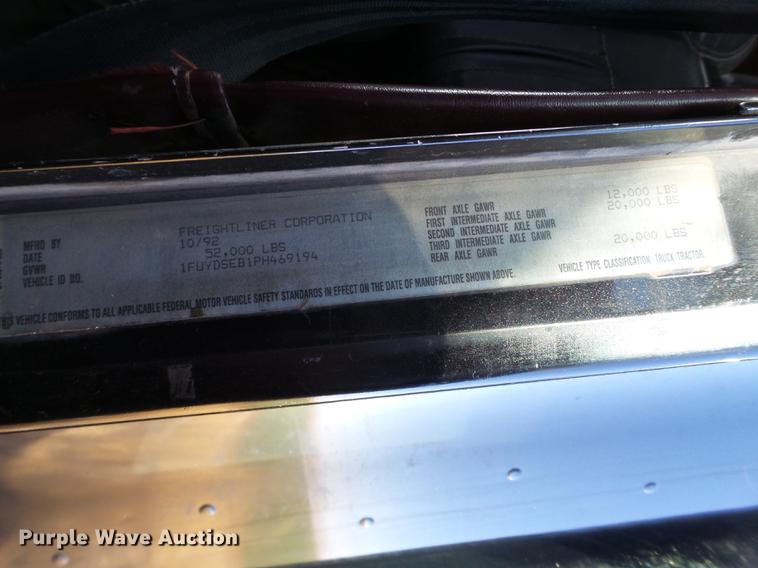 MFRD BY FREIGHTLINER CORPORATION
DATE 10/92
GVWR 52,000 LBS
VEHICLE ID NO. 1FUYDSEB1PH469194
FRONT AXLE GAWR 12,000 LBS
FIRST INTERMEDIATE AXLE GAWR 20,000 LBS
SECOND INTERMEDIATE AXLE GAWR
THIRD INTERMEDIATE AXLE GAWR
REAR AXLE GAWR 20,000 LBS
VEHICLE CONFORMS TO ALL APPLICABLE FEDERAL MOTOR VEHICLE SAFETY STANDARDS IN EFFECT ON THE DATE OF MANUFACTURE SHOWN ABOVE. VEHICLE TYPE CLASSIFICATION: TRUCK TRACTOR.
Purple Wave Auction